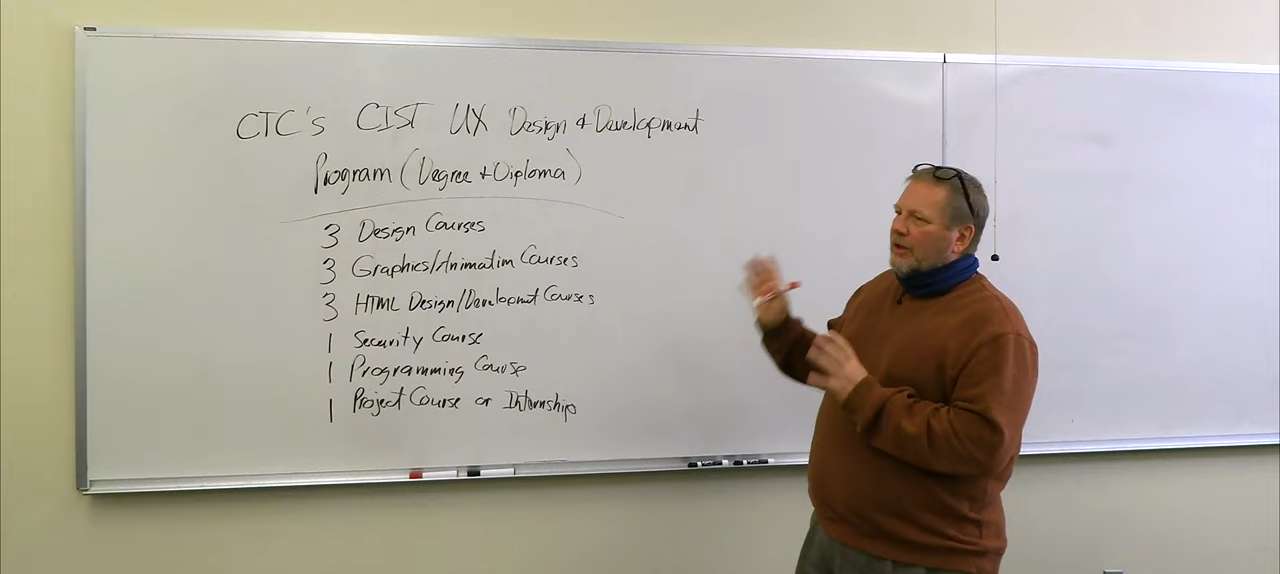 CTC's CIST UX Design & Development
Program (Degree & Diploma)
3 Design Courses
3 Graphics/Animation Courses
3 HTML Design/Development Courses
1 Security Course
1 Programming Course
1 Project Course or Internship